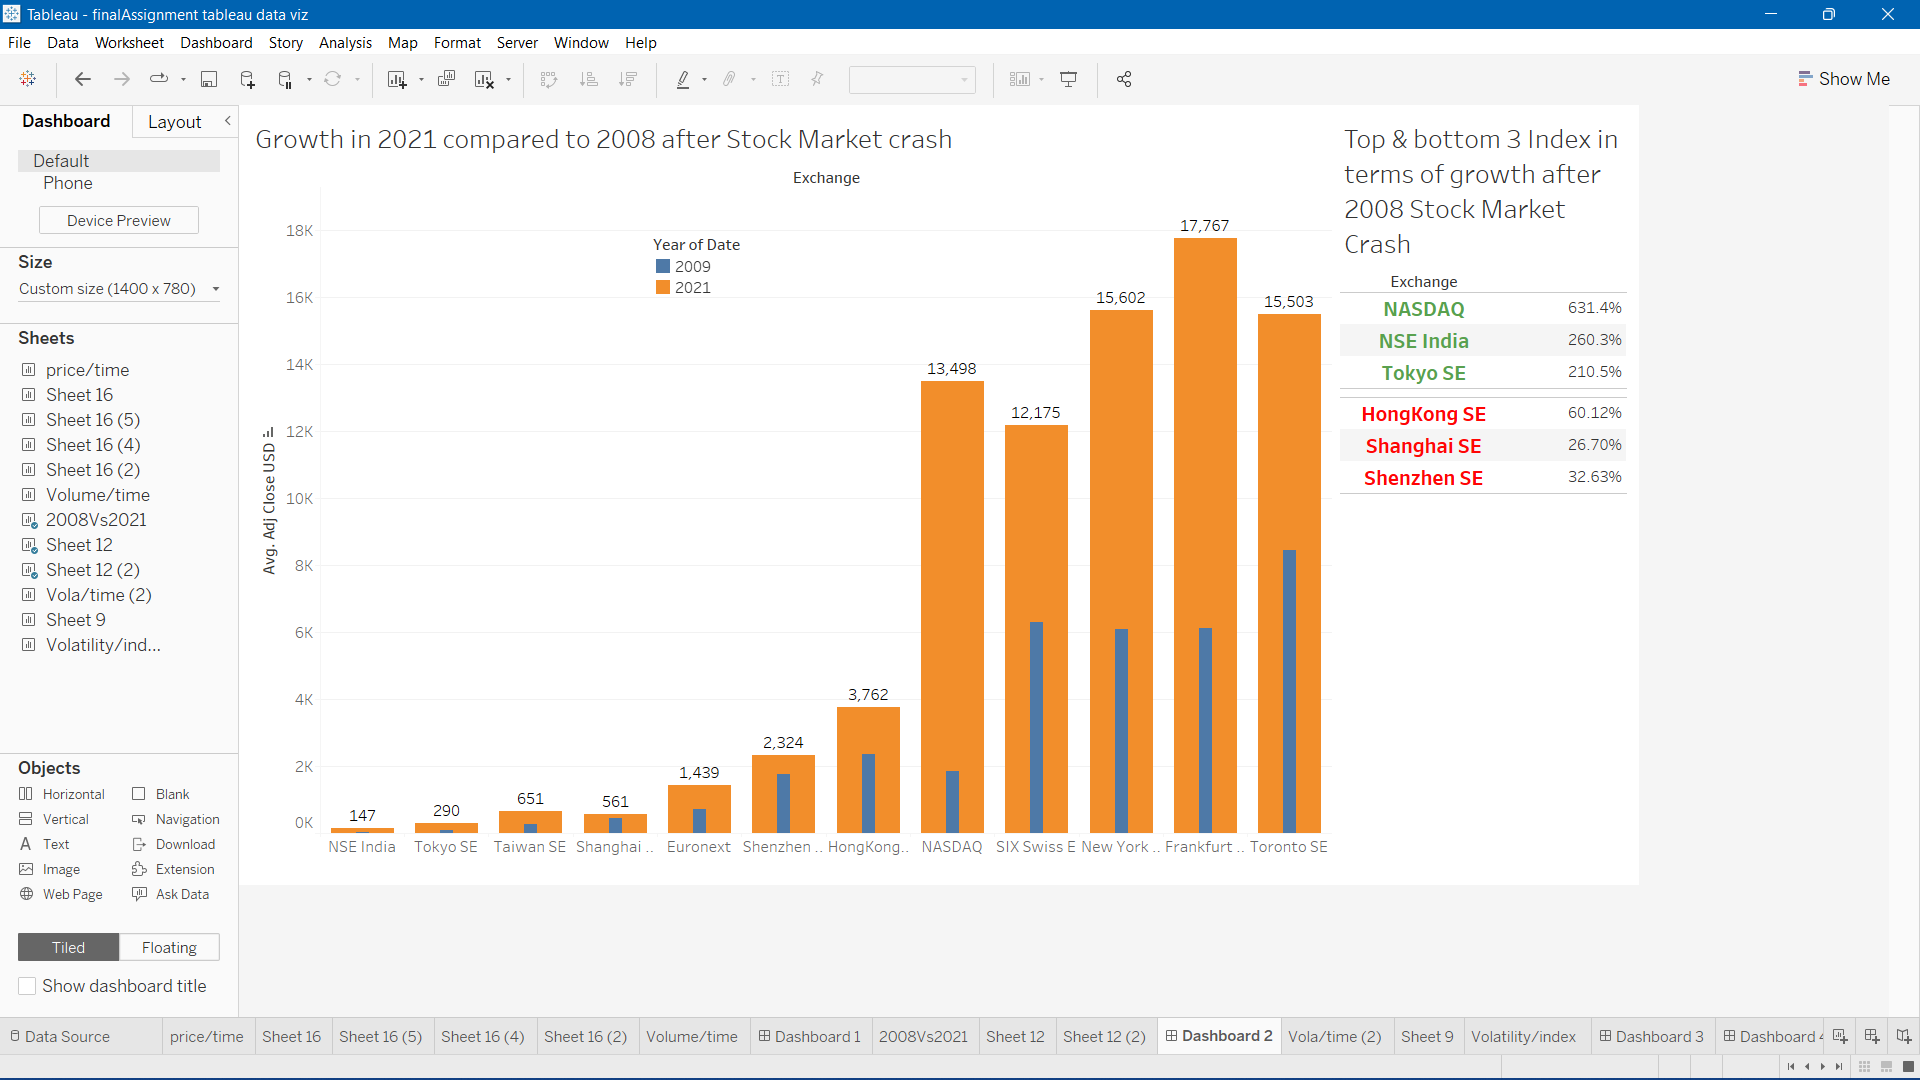 Tableau - finalAssignment tableau data viz
File Data Worksheet Dashboard Story Analysis Map Format Server Window Help
Show Me
Dashboard Layout
Default
Phone
Device Preview
Size
Custom size (1400 x 780)
Sheets
price/time
Sheet 16
Sheet 16 (5)
Sheet 16 (4)
Sheet 16 (2)
Volume/time
2008Vs2021
Sheet 12
Sheet 12 (2)
Vola/time (2)
Sheet 9
Volatility/ind...
Objects
Horizontal Blank
Vertical Navigation
Text Download
Image Extension
Web Page Ask Data
Tiled Floating
Show dashboard title
Growth in 2021 compared to 2008 after Stock Market crash
Exchange
Year of Date
2009
2021
Avg. Adj Close USD
18K
16K
14K
12K
10K
8K
6K
4K
2K
0K
147
290
651
561
1,439
2,324
3,762
13,498
12,175
15,602
17,767
15,503
NSE India Tokyo SE Taiwan SE Shanghai .. Euronext Shenzhen .. HongKong.. NASDAQ SIX Swiss E New York .. Frankfurt .. Toronto SE
Top & bottom 3 Index in
terms of growth after
2008 Stock Market
Crash
Exchange
NASDAQ 631.4%
NSE India 260.3%
Tokyo SE 210.5%
HongKong SE 60.12%
Shanghai SE 26.70%
Shenzhen SE 32.63%
Data Source price/time Sheet 16 Sheet 16 (5) Sheet 16 (4) Sheet 16 (2) Volume/time Dashboard 1 2008Vs2021 Sheet 12 Sheet 12 (2) Dashboard 2 Vola/time (2) Sheet 9 Volatility/index Dashboard 3 Dashboard